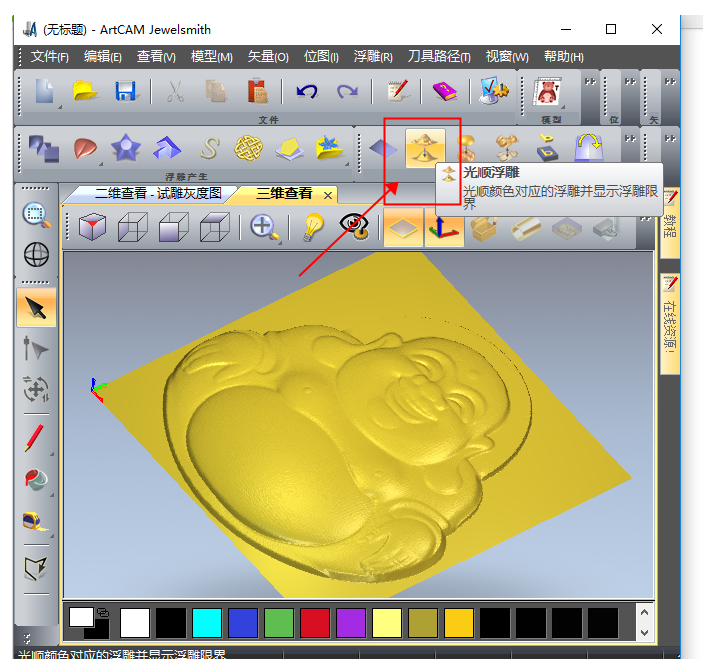 (无标题) - ArtCAM Jewelsmith
文件(F) 编辑(E) 查看(V) 模型(M) 矢量(O) 位图(I) 浮雕(R) 刀具路径(T) 视窗(W) 帮助(H)
文件 模型 位 矢
浮雕产生
光顺浮雕
光顺颜色对应的浮雕并显示浮雕限
界
二维查看 - 试雕灰度图 三维查看
教程
在线资源!
光顺颜色对应的浮雕并显示浮雕限界